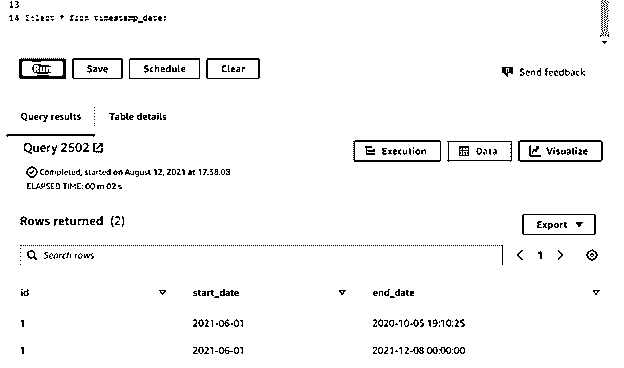 13
14 Select * from timestamp_date;
Run Save Schedule Clear
Send feedback
Query results Table details
Query 2502
Execution Data Visualize
Completed, started on August 12, 2021 at 17.38.03
ELAPSED TIME: 00 m 02 s
Rows returned (2)
Export
Search rows
1
id start_date end_date
1 2021-06-01 2020-10-05 19:10:25
1 2021-06-01 2021-12-08 00:00:00